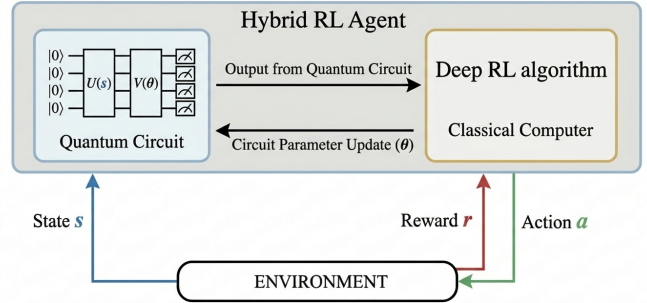 Hybrid RL Agent
|0⟩
|0⟩
|0⟩
|0⟩
U(s)
V(θ)
Quantum Circuit
Output from Quantum Circuit
Circuit Parameter Update (θ)
Deep RL algorithm
Classical Computer
State s
Reward r
Action a
ENVIRONMENT